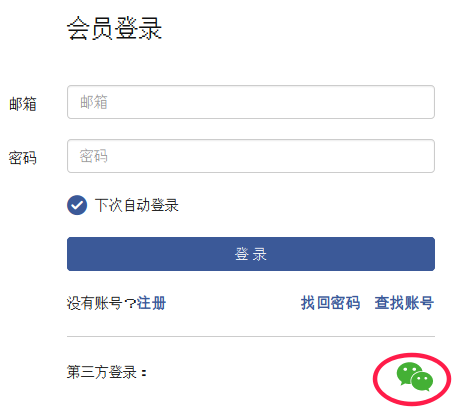 会员登录
邮箱 邮箱
密码 密码
下次自动登录
登 录
没有账号？注册 找回密码 查找账号
第三方登录：